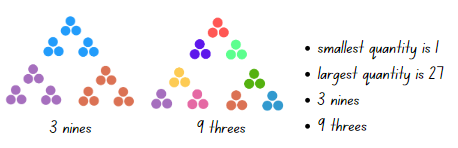 3 nines
9 threes
• smallest quantity is 1
• largest quantity is 27
• 3 nines
• 9 threes